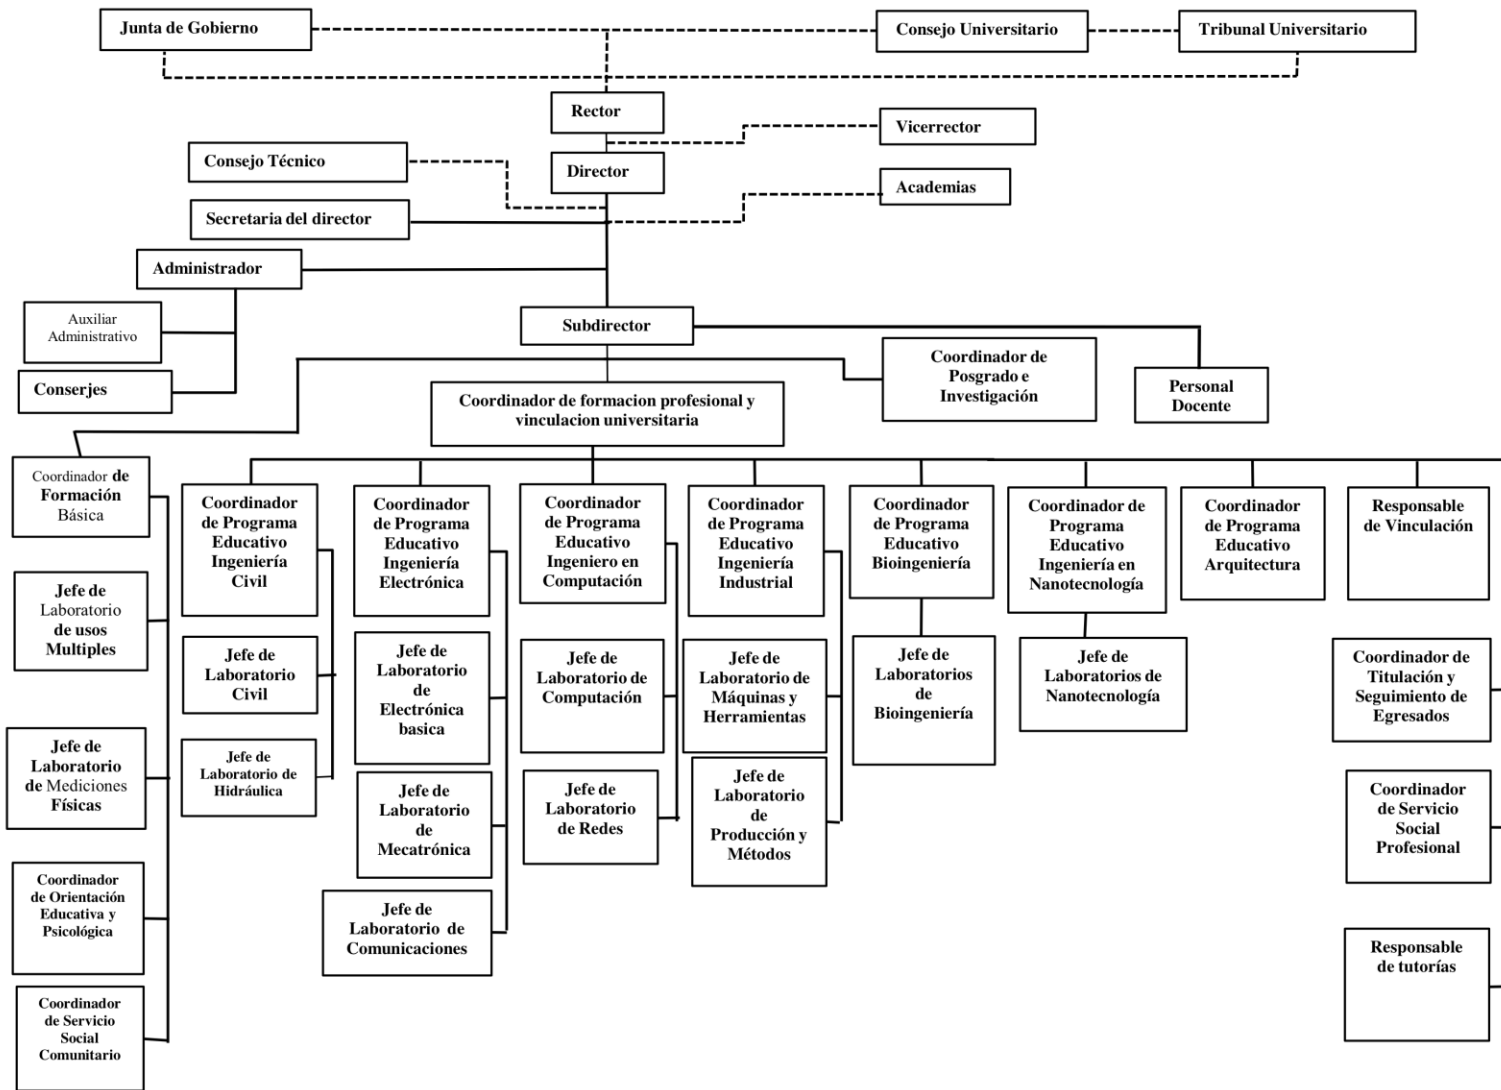 Junta de Gobierno
Consejo Universitario
Tribunal Universitario
Rector
Vicerrector
Consejo Técnico
Director
Academias
Secretaria del director
Administrador
Auxiliar
Administrativo
Subdirector
Conserjes
Coordinador de
Posgrado e
Investigación
Personal
Docente
Coordinador de formacion profesional y
vinculacion universitaria
Coordinador de
Formación
Básica
Coordinador
de Programa
Educativo
Ingeniería
Civil
Coordinador
de Programa
Educativo
Ingeniería
Electrónica
Coordinador
de Programa
Educativo
Ingeniero en
Computación
Coordinador
de Programa
Educativo
Ingeniería
Industrial
Coordinador
de Programa
Educativo
Bioingeniería
Coordinador de
Programa
Educativo
Ingeniería en
Nanotecnología
Coordinador
de Programa
Educativo
Arquitectura
Responsable
de Vinculación
Jefe de
Laboratorio
de usos
Multiples
Jefe de
Laboratorio
Civil
Jefe de
Laboratorio
de
Electrónica
basica
Jefe de
Laboratorio de
Computación
Jefe de
Laboratorio de
Máquinas y
Herramientas
Jefe de
Laboratorios
de
Bioingeniería
Jefe de
Laboratorios de
Nanotecnología
Coordinador de
Titulación y
Seguimiento de
Egresados
Jefe de
Laboratorio
de Mediciones
Físicas
Jefe de
Laboratorio de
Hidráulica
Jefe de
Laboratorio
de
Mecatrónica
Jefe de
Laboratorio
de Redes
Jefe de
Laboratorio
de
Producción y
Métodos
Coordinador
de Servicio
Social
Profesional
Coordinador
de Orientación
Educativa y
Psicológica
Jefe de
Laboratorio de
Comunicaciones
Responsable
de tutorías
Coordinador
de Servicio
Social
Comunitario